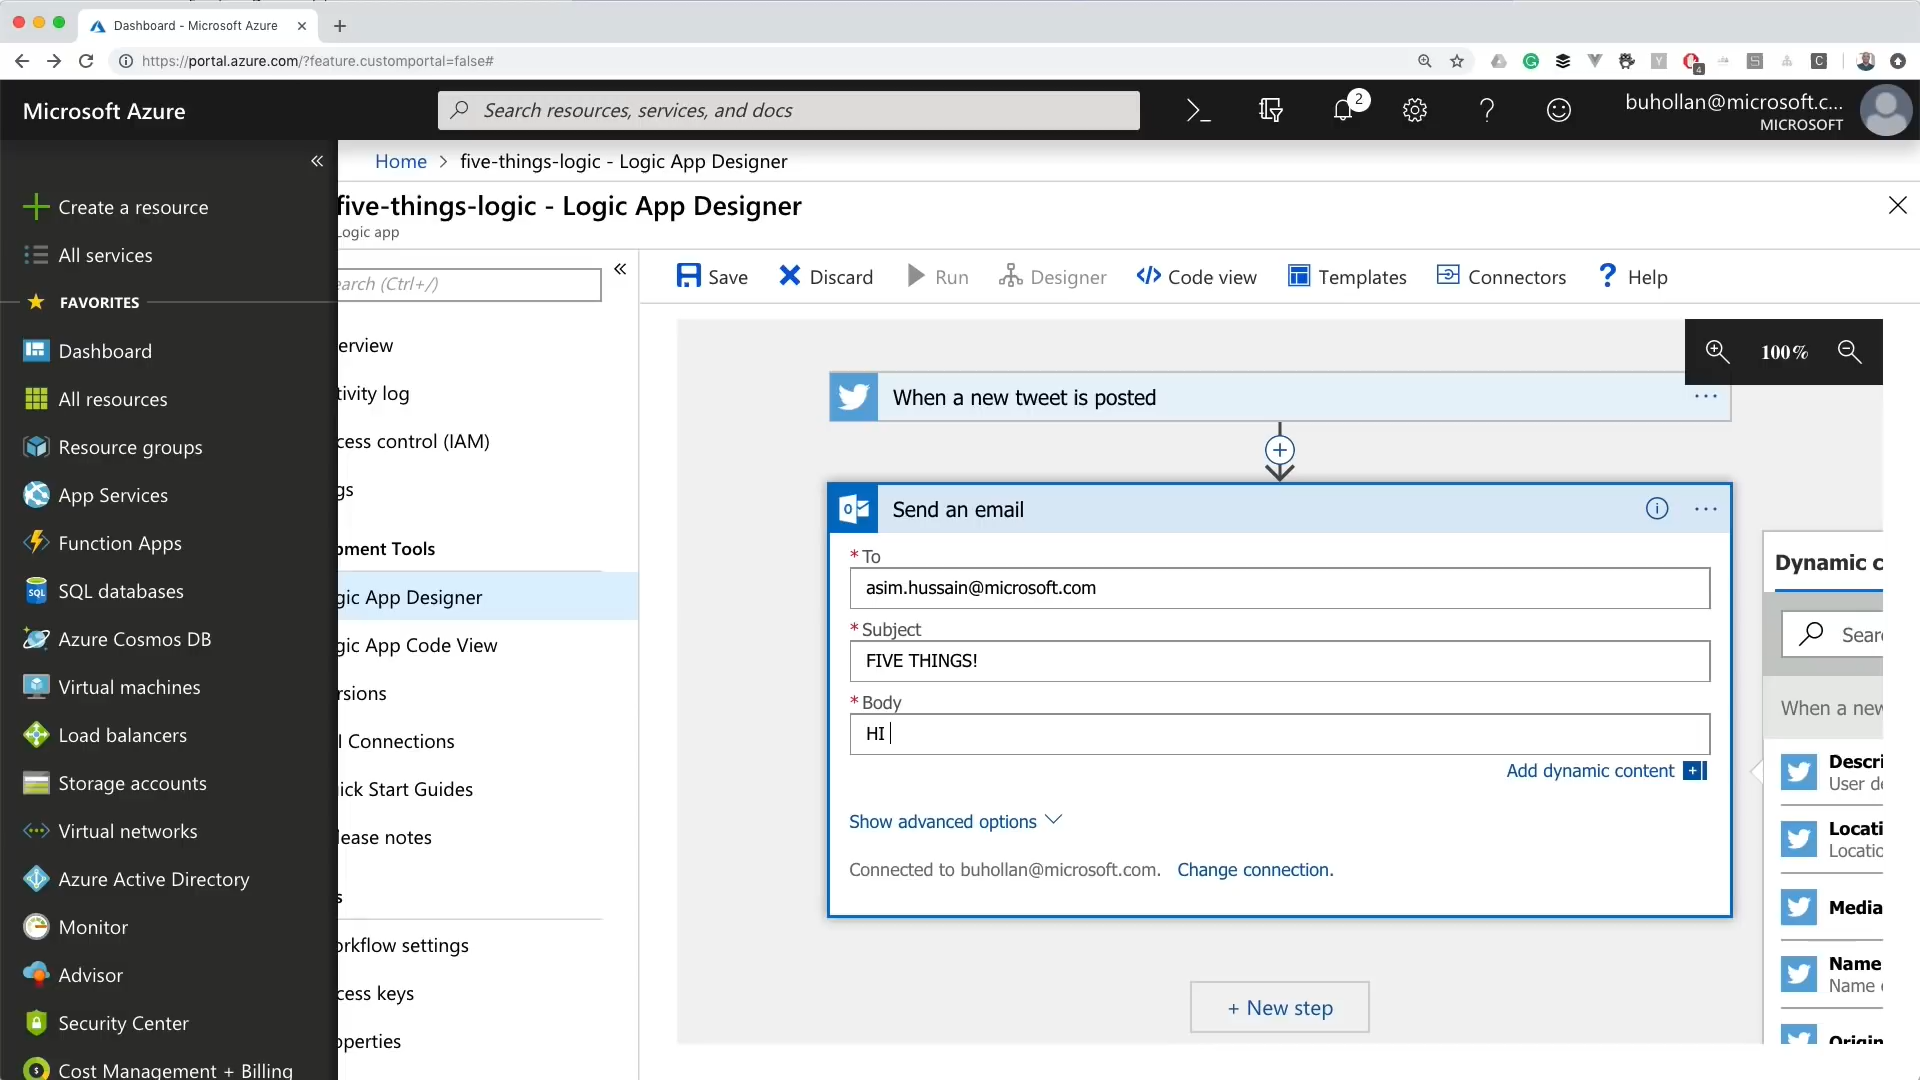 Dashboard - Microsoft Azure
https://portal.azure.com/?feature.customportal=false#
4
Microsoft Azure
Search resources, services, and docs
2
buhollan@microsoft.c...
MICROSOFT
Home > five-things-logic - Logic App Designer
five-things-logic - Logic App Designer
Logic app
Create a resource
All services
FAVORITES
Dashboard
All resources
Resource groups
App Services
Function Apps
SQL databases
Azure Cosmos DB
Virtual machines
Load balancers
Storage accounts
Virtual networks
Azure Active Directory
Monitor
Advisor
Security Center
Cost Management + Billing
earch (Ctrl+/)
erview
tivity log
cess control (IAM)
gs
pment Tools
gic App Designer
gic App Code View
rsions
I Connections
ick Start Guides
lease notes
s
orkflow settings
cess keys
operties
Save
Discard
Run
Designer
Code view
Templates
Connectors
Help
100%
When a new tweet is posted
Send an email
* To
asim.hussain@microsoft.com
* Subject
FIVE THINGS!
* Body
HI
Add dynamic content
Show advanced options
Connected to buhollan@microsoft.com. Change connection.
+ New step
Dynamic c
Sear
When a new
Descri
User de
Locati
Locatio
Media
Name
Name
Origin